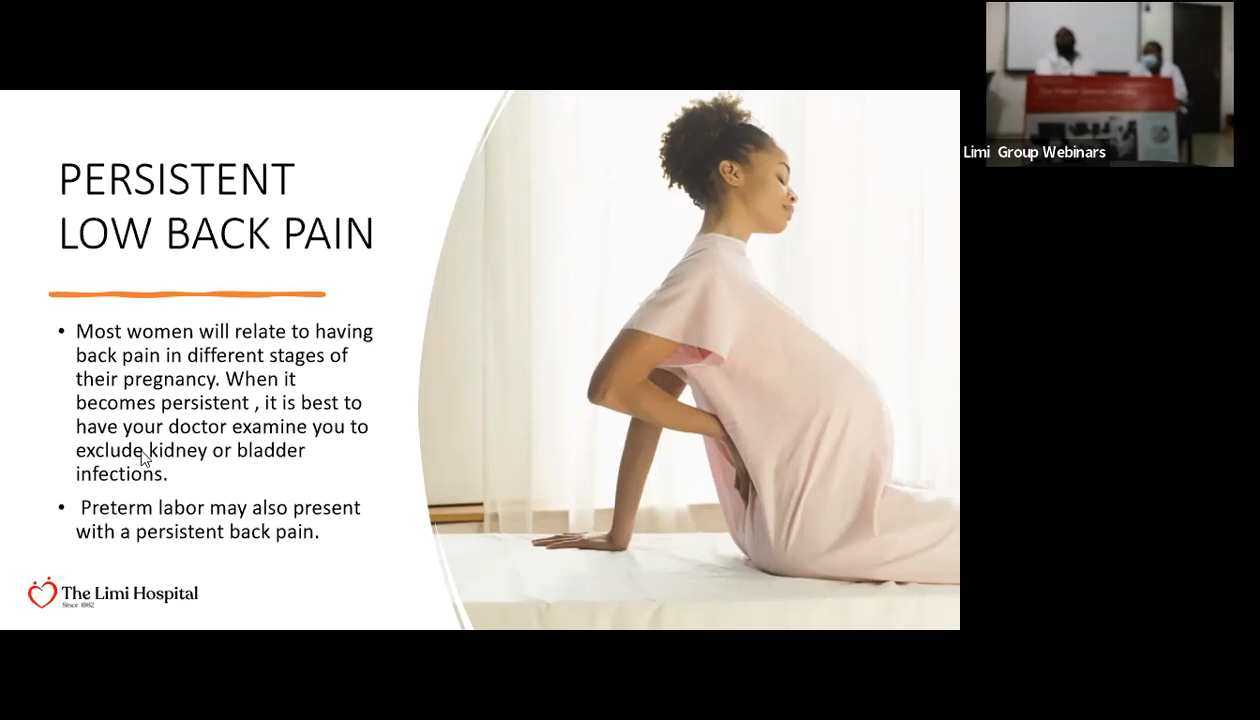 PERSISTENT
LOW BACK PAIN
• Most women will relate to having
back pain in different stages of
their pregnancy. When it
becomes persistent , it is best to
have your doctor examine you to
exclude kidney or bladder
infections.
• Preterm labor may also present
with a persistent back pain.
The Limi Hospital
Since 1982
Limi Group Webinars